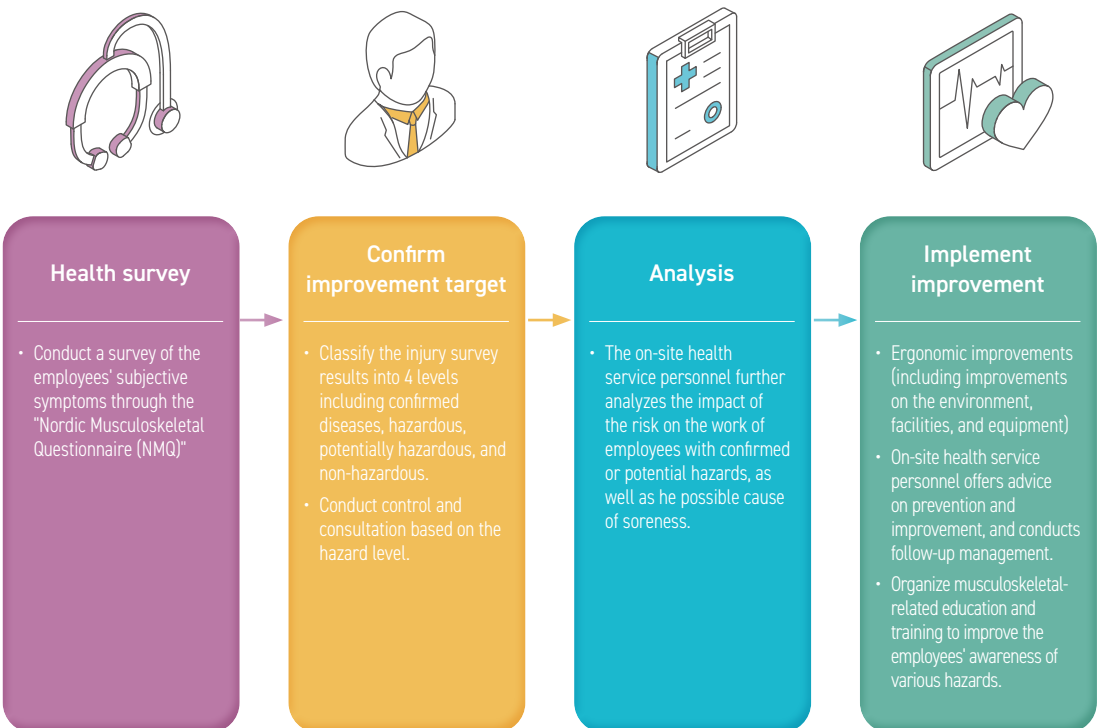 Health survey
• Conduct a survey of the
employees' subjective
symptoms through the
"Nordic Musculoskeletal
Questionnaire (NMQ)"
Confirm
improvement target
• Classify the injury survey
results into 4 levels
including confirmed
diseases, hazardous,
potentially hazardous, and
non-hazardous.
• Conduct control and
consultation based on the
hazard level.
Analysis
• The on-site health
service personnel further
analyzes the impact of
the risk on the work of
employees with confirmed
or potential hazards, as
well as he possible cause
of soreness.
Implement
improvement
• Ergonomic improvements
(including improvements
on the environment,
facilities, and equipment)
• On-site health service
personnel offers advice
on prevention and
improvement, and conducts
follow-up management.
• Organize musculoskeletal-
related education and
training to improve the
employees' awareness of
various hazards.